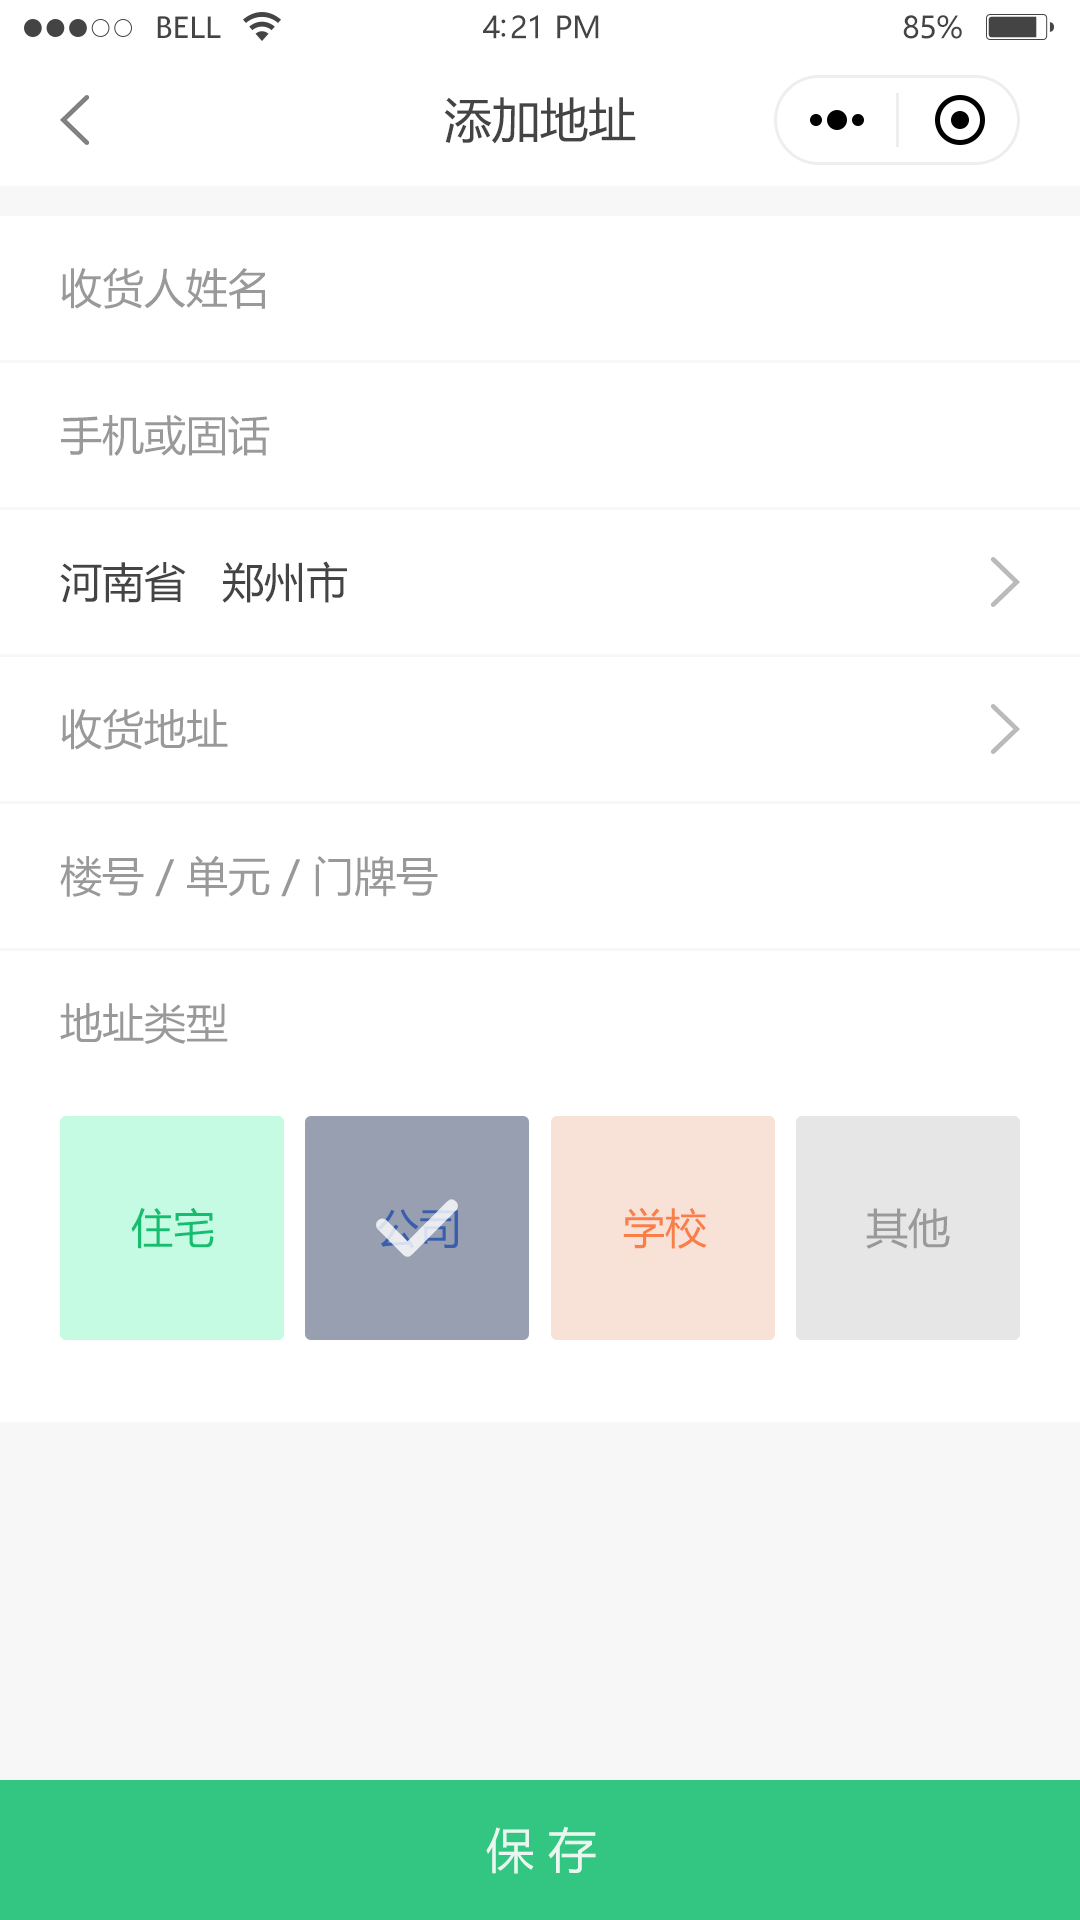 BELL 4:21 PM 85%
添加地址
收货人姓名
手机或固话
河南省 郑州市
收货地址
楼号 / 单元 / 门牌号
地址类型
住宅 公司 学校 其他
保存